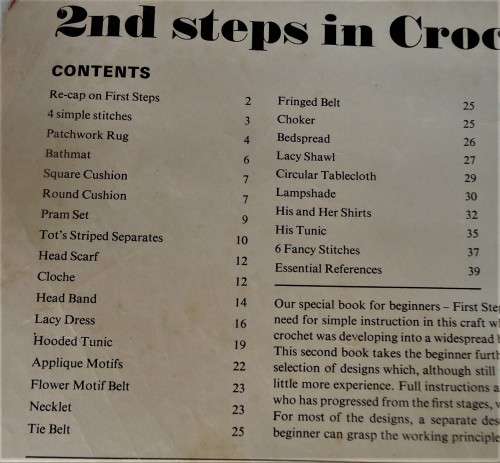 2nd steps in Croc
CONTENTS
Re-cap on First Steps 2
4 simple stitches 3
Patchwork Rug 4
Bathmat 6
Square Cushion 7
Round Cushion 7
Pram Set 9
Tot's Striped Separates 10
Head Scarf 12
Cloche 12
Head Band 14
Lacy Dress 16
Hooded Tunic 19
Applique Motifs 22
Flower Motif Belt 23
Necklet 23
Tie Belt 25
Fringed Belt 25
Choker 25
Bedspread 26
Lacy Shawl 27
Circular Tablecloth 29
Lampshade 30
His and Her Shirts 32
His Tunic 35
6 Fancy Stitches 37
Essential References 39
Our special book for beginners – First Ste
need for simple instruction in this craft w
crochet was developing into a widespread
This second book takes the beginner furth
selection of designs which, although still
little more experience. Full instructions a
who has progressed from the first stages,
For most of the designs, a separate des
beginner can grasp the working principle